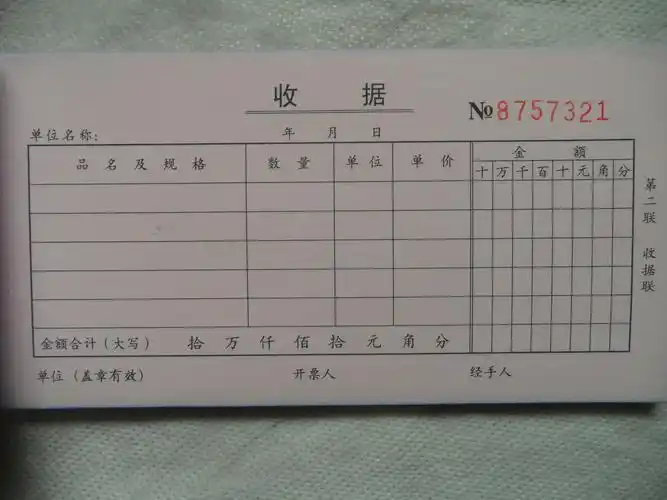 收 据
№8757321
单位名称: 年 月 日
品名及规格 数量 单位 单价 金额
十万千百十元角分
金额合计(大写) 拾 万 仟 佰 拾 元 角 分
单位(盖章有效) 开票人 经手人
第二联 收据联